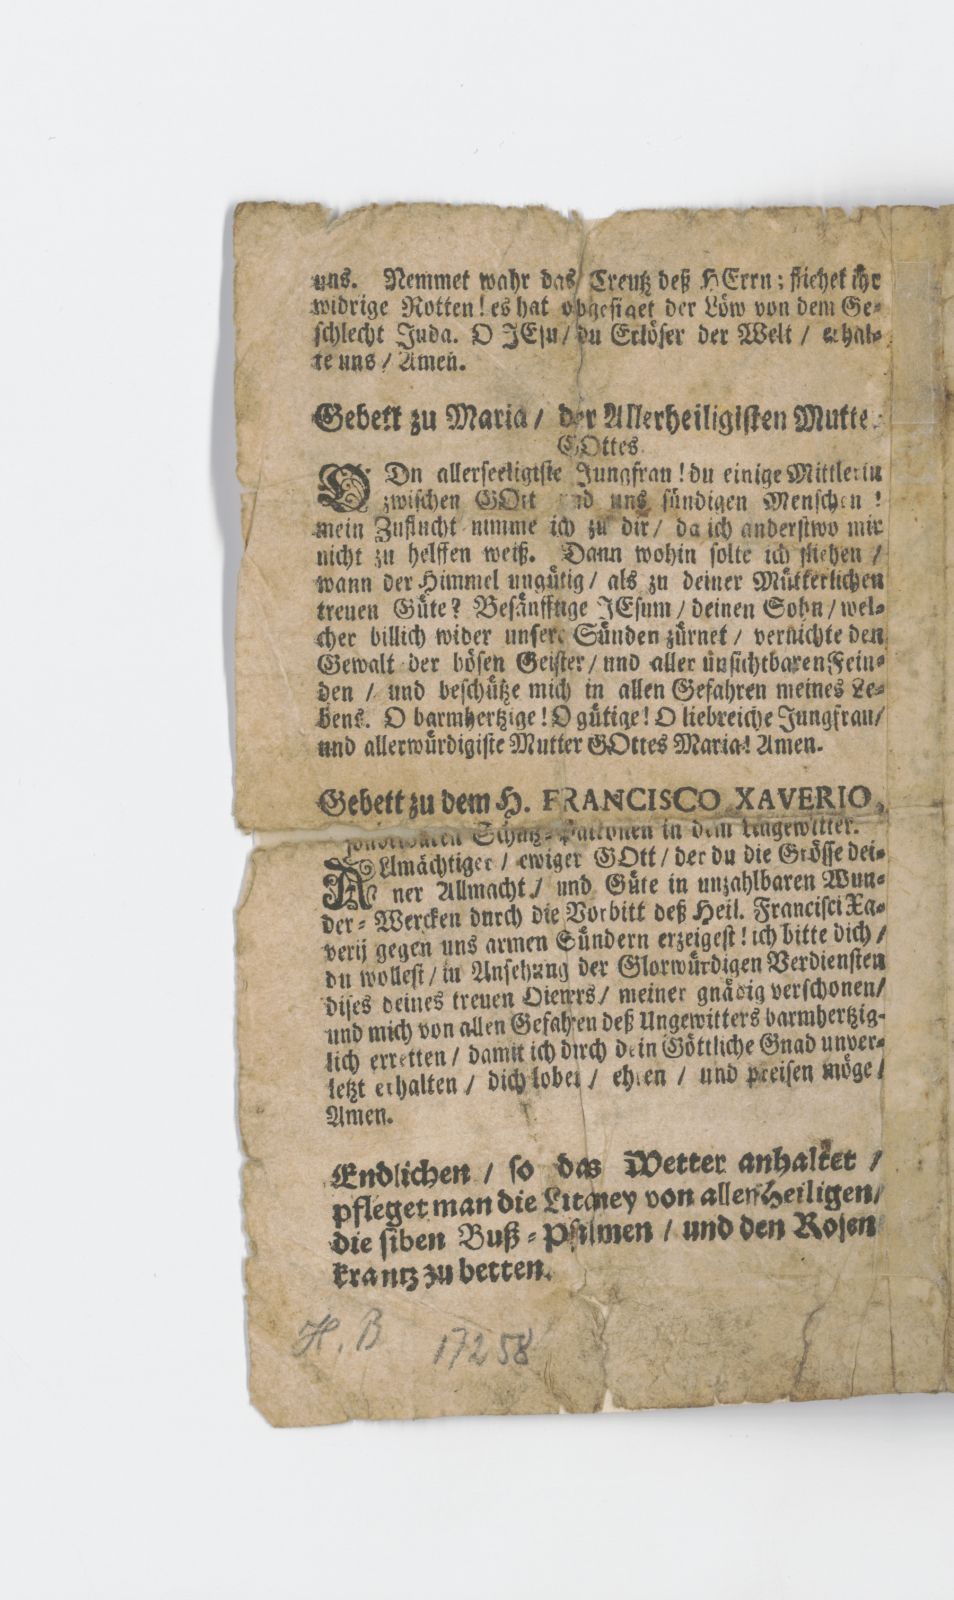 uns. Nemmet wahr das Creutz deß HErrn; fliehet ihr
widrige Rotten! es hat obgesiget der Löw von dem Ge-
schlecht Juda. O JEsu / du Erlöser der Welt / erhal-
te uns / Amen.
Gebett zu Maria / der Allerheiligisten Mutter
GOttes.
O Du allerseeligiste Jungfrau! du einige Mittlerin
zwischen GOtt und uns sündigen Menschen!
mein Zuflucht nimme ich zu dir / da ich anderstwo mir
nicht zu helffen weiß. Dann wohin solte ich fliehen /
wann der Himmel ungütig / als zu deiner Mütterlichen
treuen Güte? Besänfftige JEsum / deinen Sohn / wel-
cher billich wider unsere Sünden zürnet / vernichte den
Gewalt der bösen Geister / und aller unsichtbaren Fein-
den / und beschütze mich in allen Gefahren meines Le-
bens. O barmhertzige! O gütige! O liebreiche Jungfrau /
und allerwürdigiste Mutter GOttes Maria! Amen.
Gebett zu dem H. FRANCISCO XAVERIO,
sonderbaren Schutz-Patronen in dem Ungewitter.
Allmächtiger / ewiger GOtt / der du die Grösse dei-
ner Allmacht / und Güte in unzahlbaren Wun-
der-Wercken durch die Vorbitt deß Heil. Francisci Xa-
verij gegen uns armen Sündern erzeigest! ich bitte dich /
du wollest / in Ansehung der Glorwürdigen Verdiensten
dises deines treuen Dieners / meiner gnädig verschonen /
und mich von allen Gefahren deß Ungewitters barmhertzig-
lich erretten / damit ich durch dein Göttliche Gnad unver-
letzt erhalten / dich loben / ehren / und preisen möge /
Amen.
Endlichen / so das Wetter anhaltet /
pfleget man die Litaney von allen Heiligen /
die siben Buß-Psalmen / und den Rosen
krantz zu betten.
H. B 17258